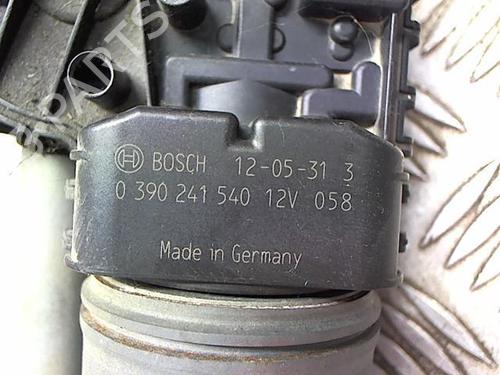 BOSCH 12-05-31 3
0 390 241 540 12V 058
Made in Germany